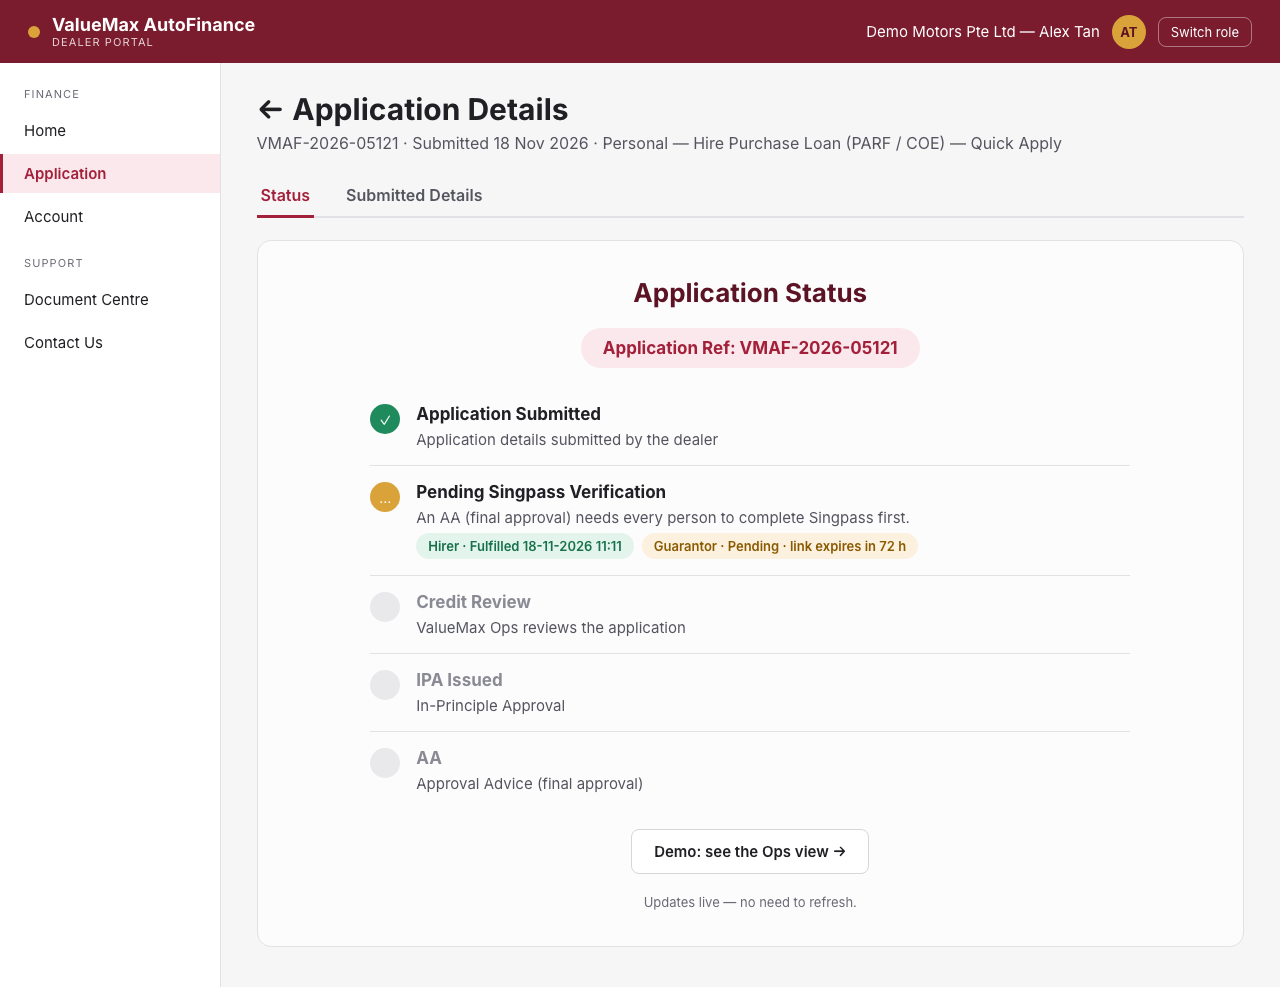 ValueMax AutoFinance
DEALER PORTAL
Demo Motors Pte Ltd — Alex Tan
AT
Switch role
FINANCE
Home
Application
Account
SUPPORT
Document Centre
Contact Us
← Application Details
VMAF-2026-05121 · Submitted 18 Nov 2026 · Personal — Hire Purchase Loan (PARF / COE) — Quick Apply
Status
Submitted Details
Application Status
Application Ref: VMAF-2026-05121
✓
Application Submitted
Application details submitted by the dealer
…
Pending Singpass Verification
An AA (final approval) needs every person to complete Singpass first.
Hirer · Fulfilled 18-11-2026 11:11
Guarantor · Pending · link expires in 72 h
Credit Review
ValueMax Ops reviews the application
IPA Issued
In-Principle Approval
AA
Approval Advice (final approval)
Demo: see the Ops view →
Updates live — no need to refresh.